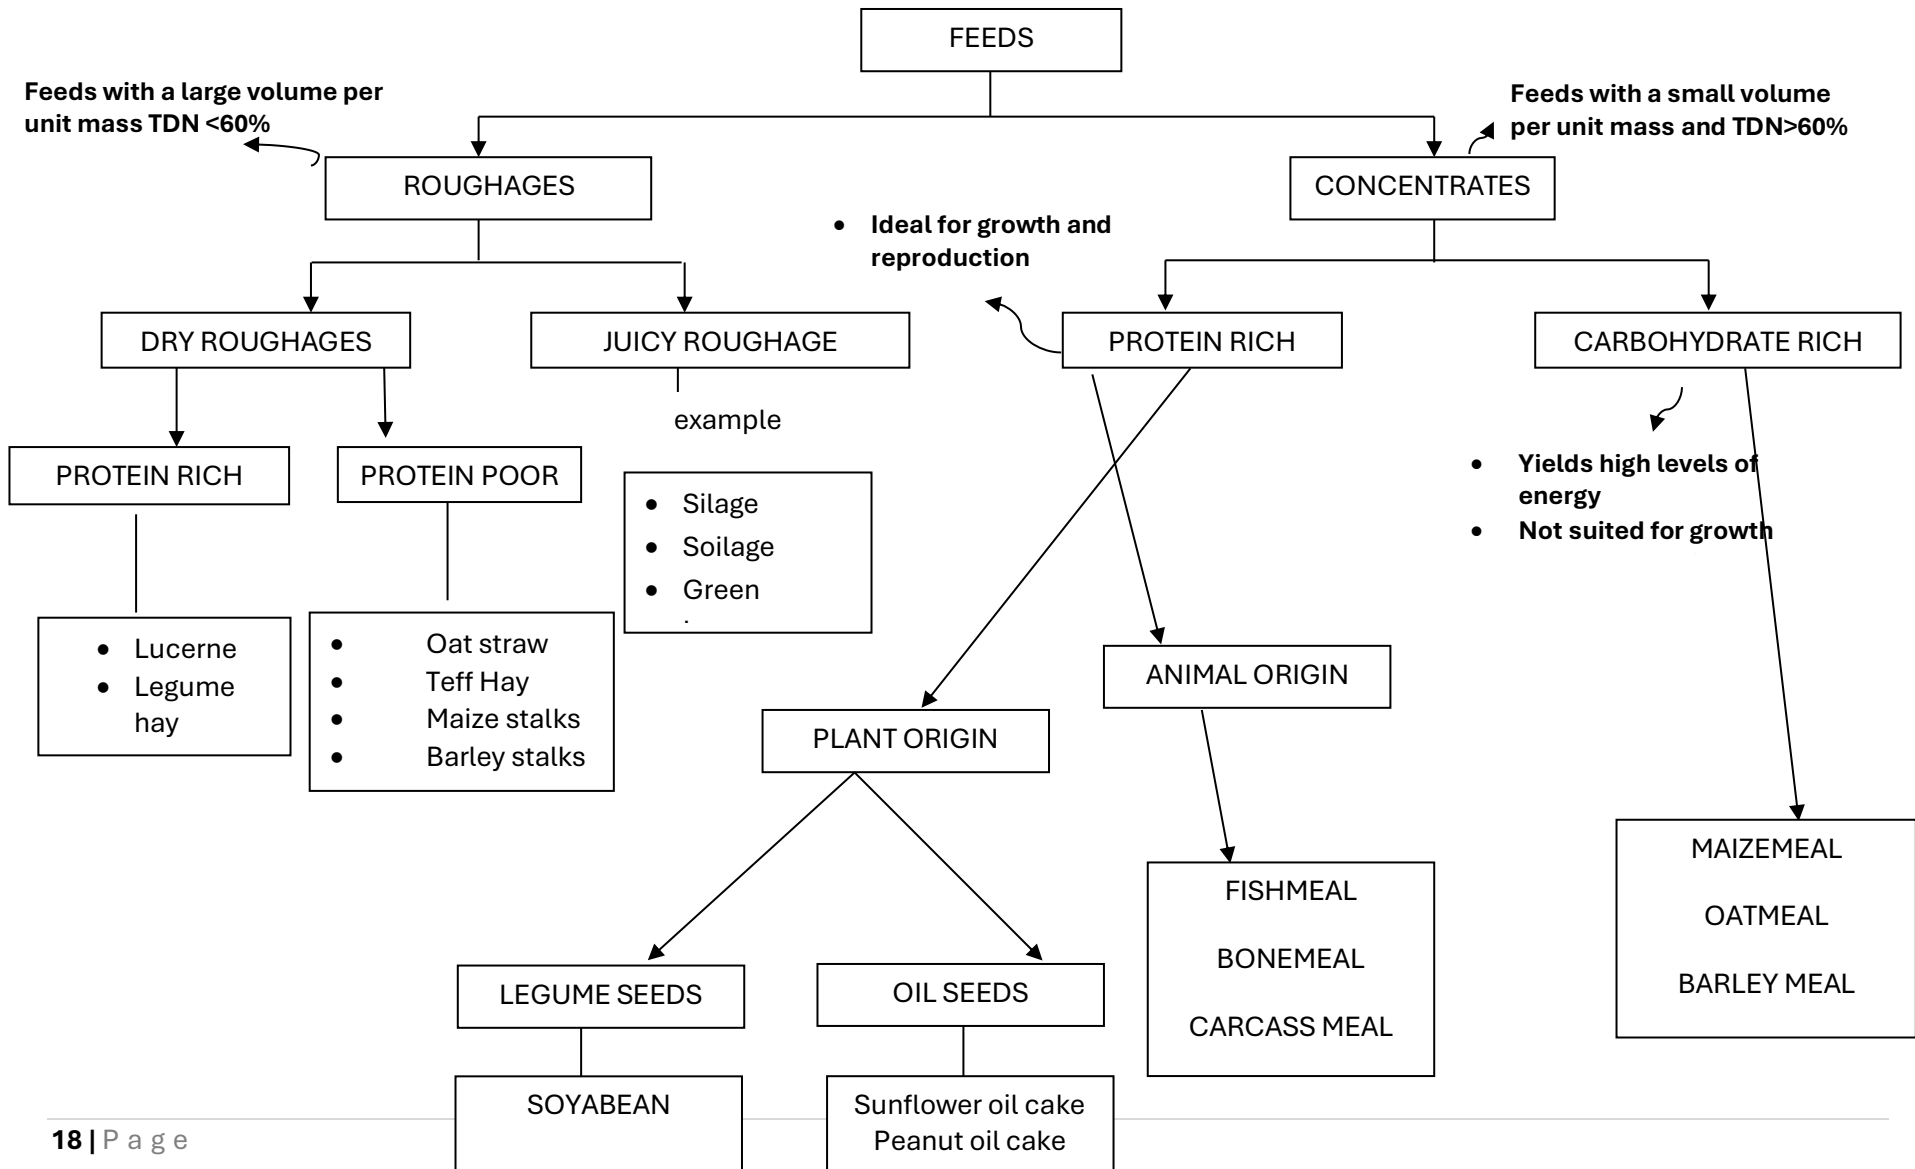 FEEDS
Feeds with a large volume per
unit mass TDN <60%
Feeds with a small volume
per unit mass and TDN>60%
ROUGHAGES
CONCENTRATES
• Ideal for growth and
reproduction
DRY ROUGHAGES
JUICY ROUGHAGE
PROTEIN RICH
CARBOHYDRATE RICH
example
PROTEIN RICH
PROTEIN POOR
• Yields high levels of
energy
• Not suited for growth
• Silage
• Soilage
• Green
• Lucerne
• Legume
hay
• Oat straw
• Teff Hay
• Maize stalks
• Barley stalks
ANIMAL ORIGIN
PLANT ORIGIN
MAIZEMEAL
OATMEAL
BARLEY MEAL
FISHMEAL
BONEMEAL
CARCASS MEAL
LEGUME SEEDS
OIL SEEDS
SOYABEAN
Sunflower oil cake
Peanut oil cake
18 | Page